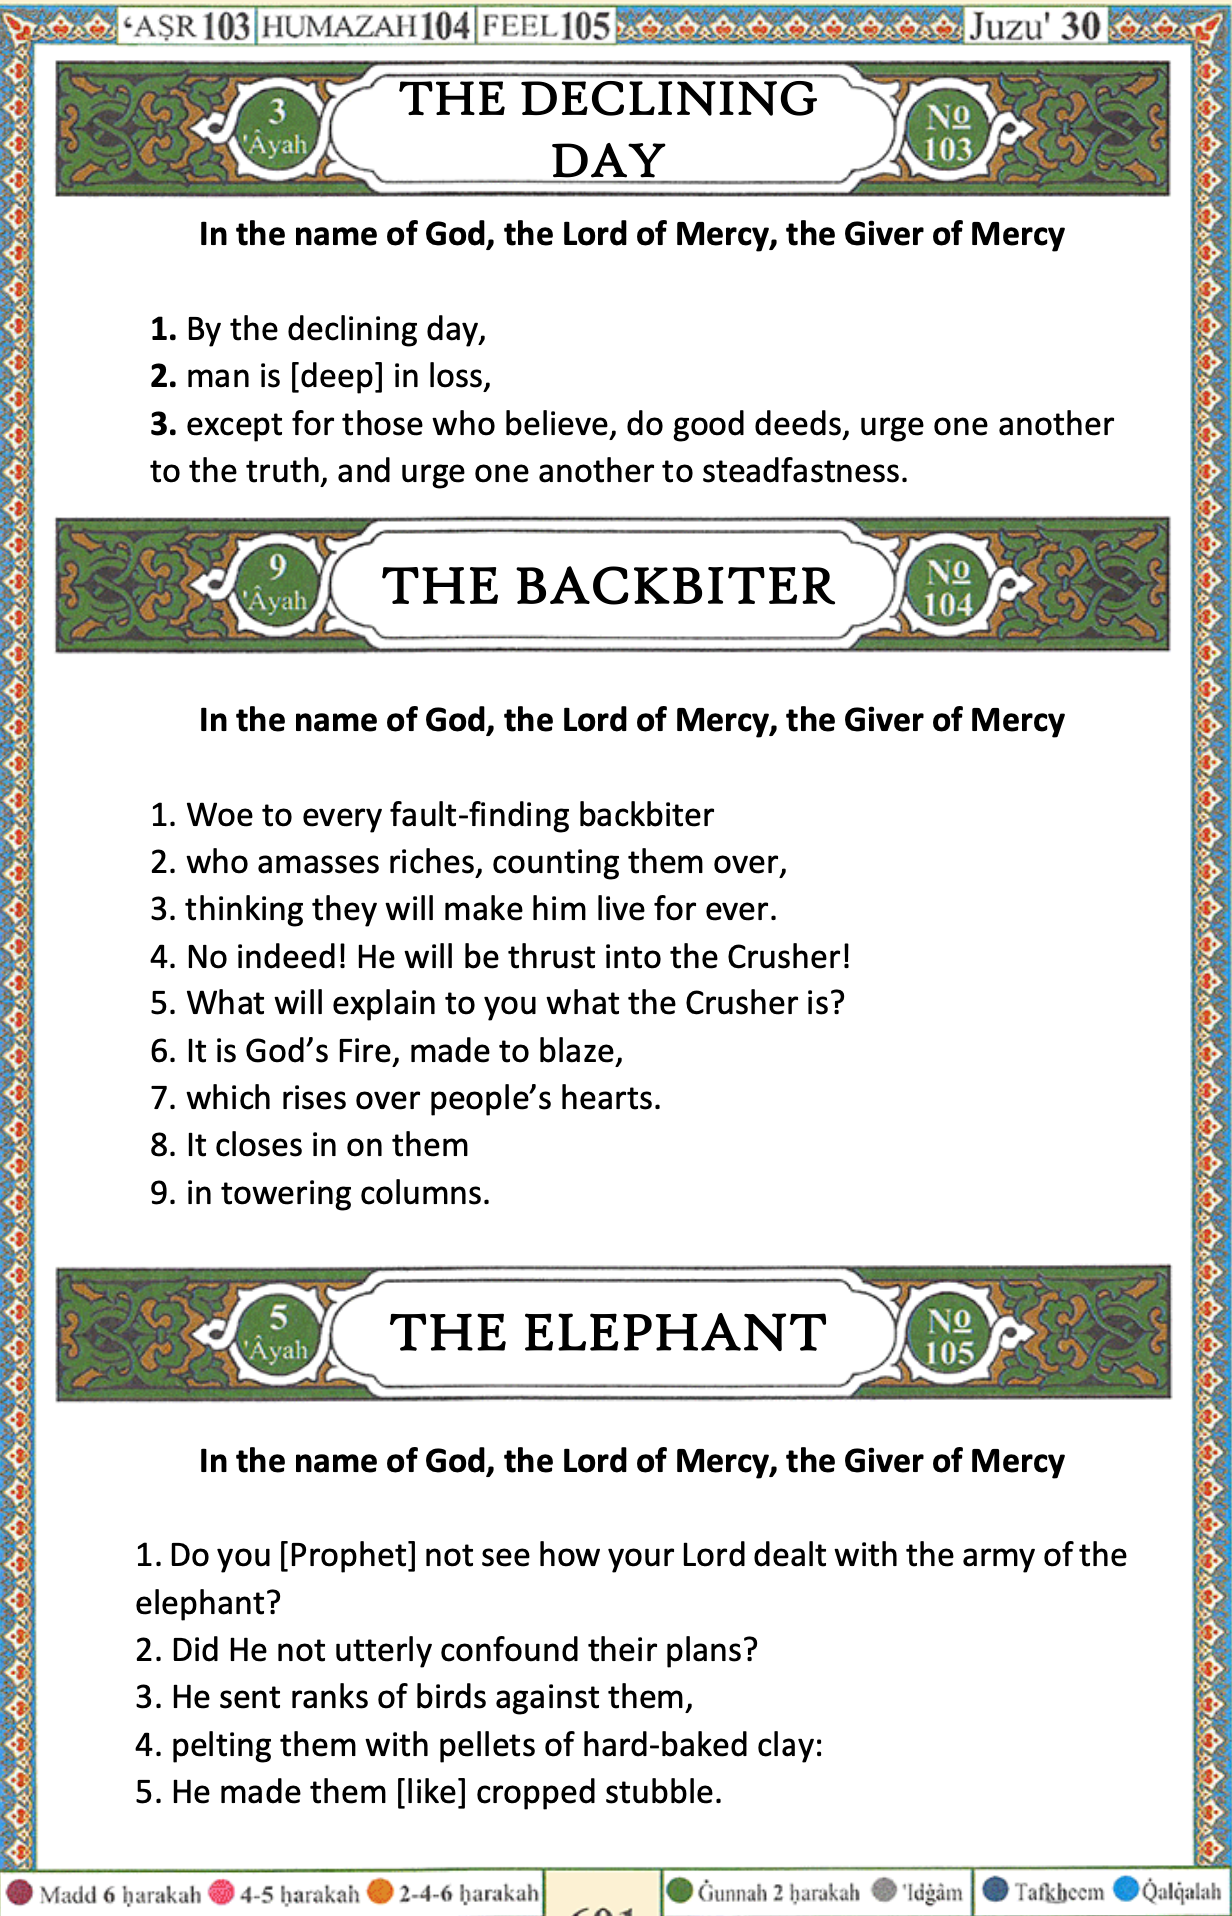 ‘AṢR 103 HUMAZAH 104 FEEL 105 Juzu' 30
3
'Âyah
THE DECLINING
DAY
No
103
In the name of God, the Lord of Mercy, the Giver of Mercy
1. By the declining day,
2. man is [deep] in loss,
3. except for those who believe, do good deeds, urge one another
to the truth, and urge one another to steadfastness.
9
'Âyah
THE BACKBITER
No
104
In the name of God, the Lord of Mercy, the Giver of Mercy
1. Woe to every fault-finding backbiter
2. who amasses riches, counting them over,
3. thinking they will make him live for ever.
4. No indeed! He will be thrust into the Crusher!
5. What will explain to you what the Crusher is?
6. It is God’s Fire, made to blaze,
7. which rises over people’s hearts.
8. It closes in on them
9. in towering columns.
5
'Âyah
THE ELEPHANT
No
105
In the name of God, the Lord of Mercy, the Giver of Mercy
1. Do you [Prophet] not see how your Lord dealt with the army of the
elephant?
2. Did He not utterly confound their plans?
3. He sent ranks of birds against them,
4. pelting them with pellets of hard-baked clay:
5. He made them [like] cropped stubble.
Madd 6 ḥarakah 4-5 ḥarakah 2-4-6 ḥarakah Ġunnah 2 ḥarakah 'Idġâm Tafkheem Q̇alq̇alah